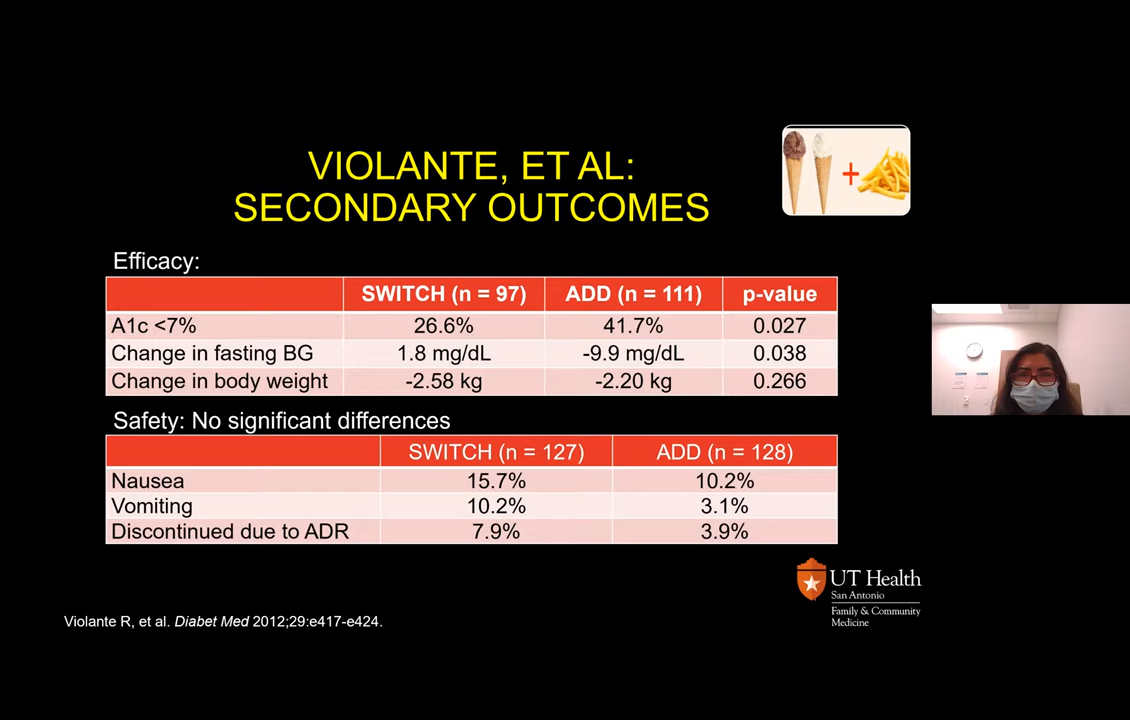 VIOLANTE, ET AL:
SECONDARY OUTCOMES
+
Efficacy:
SWITCH (n = 97) ADD (n = 111) p-value
A1c <7% 26.6% 41.7% 0.027
Change in fasting BG 1.8 mg/dL -9.9 mg/dL 0.038
Change in body weight -2.58 kg -2.20 kg 0.266
Safety: No significant differences
SWITCH (n = 127) ADD (n = 128)
Nausea 15.7% 10.2%
Vomiting 10.2% 3.1%
Discontinued due to ADR 7.9% 3.9%
UT Health
San Antonio
Family & Community
Medicine
Violante R, et al. Diabet Med 2012;29:e417-e424.